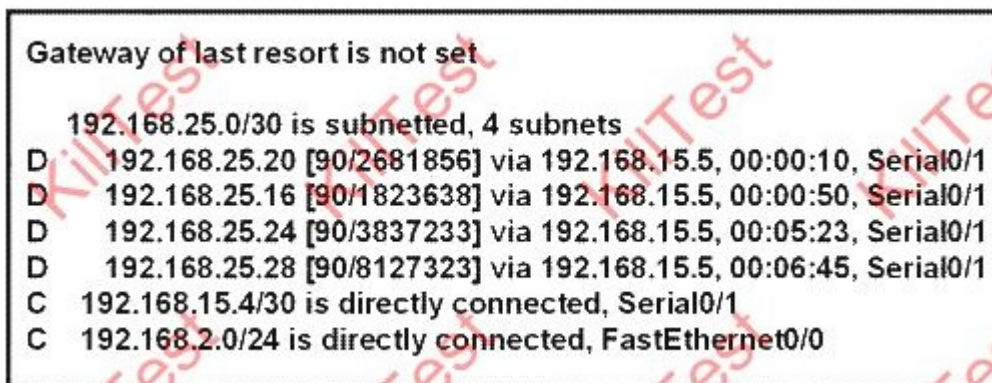 Gateway of last resort is not set
192.168.25.0/30 is subnetted, 4 subnets
D 192.168.25.20 [90/2681856] via 192.168.15.5, 00:00:10, Serial0/1
D 192.168.25.16 [90/1823638] via 192.168.15.5, 00:00:50, Serial0/1
D 192.168.25.24 [90/3837233] via 192.168.15.5, 00:05:23, Serial0/1
D 192.168.25.28 [90/8127323] via 192.168.15.5, 00:06:45, Serial0/1
C 192.168.15.4/30 is directly connected, Serial0/1
C 192.168.2.0/24 is directly connected, FastEthernet0/0
KillTest
KillTest
KillTest